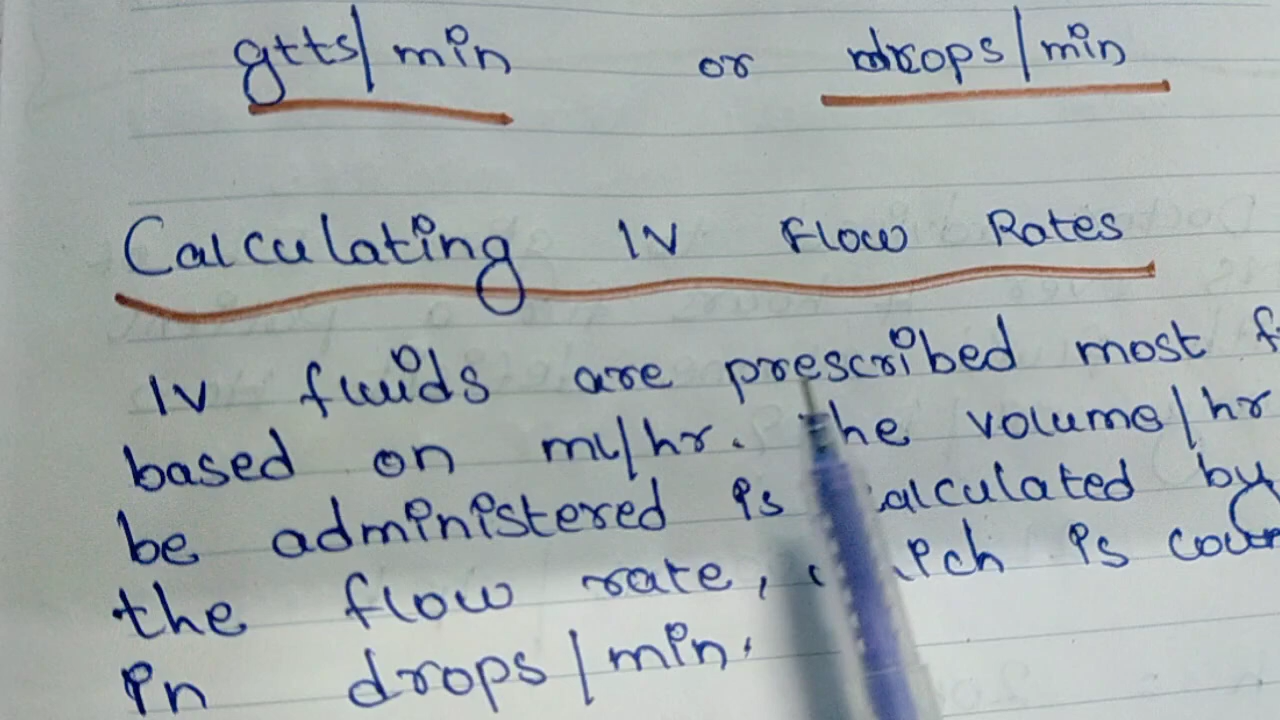 gtts/min or drops/min
Calculating IV Flow Rates
IV fluids are prescribed most
based on ml/hr. The volume/hr
be administered is calculated by
the flow rate, is
in drops/min.